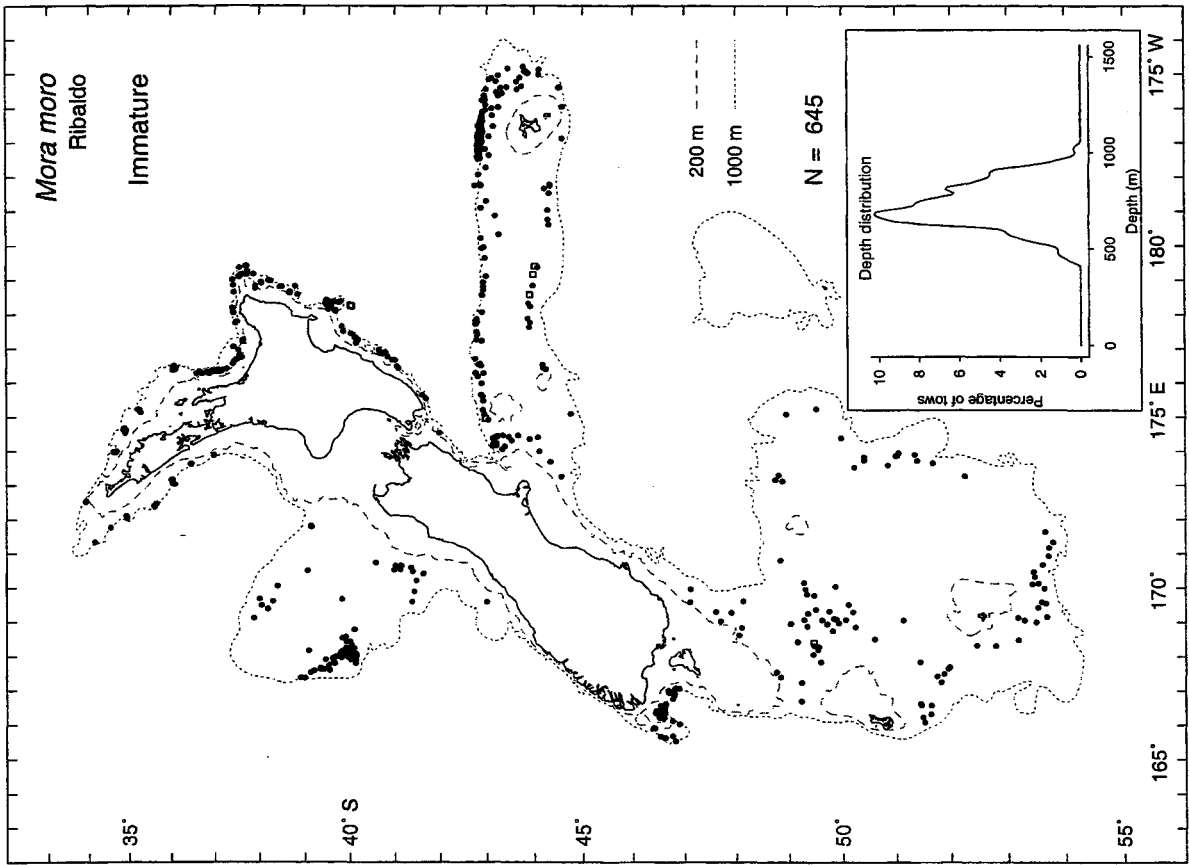 Mora moro
Ribaldo
Immature
200 m
1000 m
N = 645
Depth distribution
Percentage of tows
10
8
6
4
2
0
0
500
1000
1500
Depth (m)
35°
40° S
45°
50°
55°
165°
170°
175° E
180°
175° W